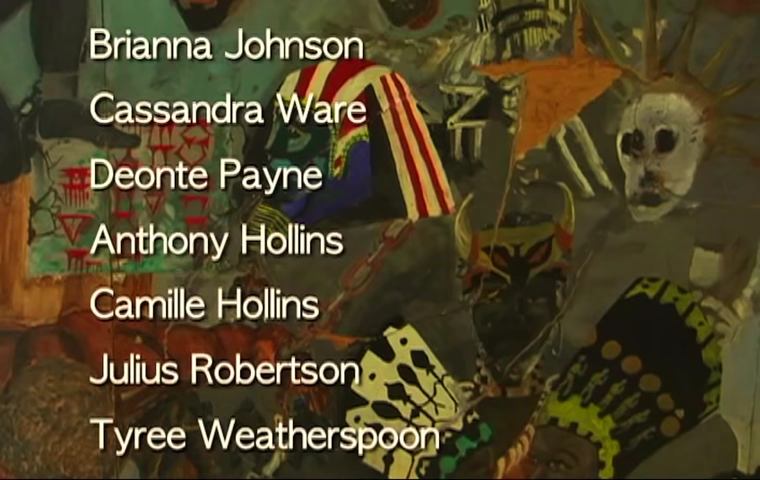 Brianna Johnson
Cassandra Ware
Deonte Payne
Anthony Hollins
Camille Hollins
Julius Robertson
Tyree Weatherspoon